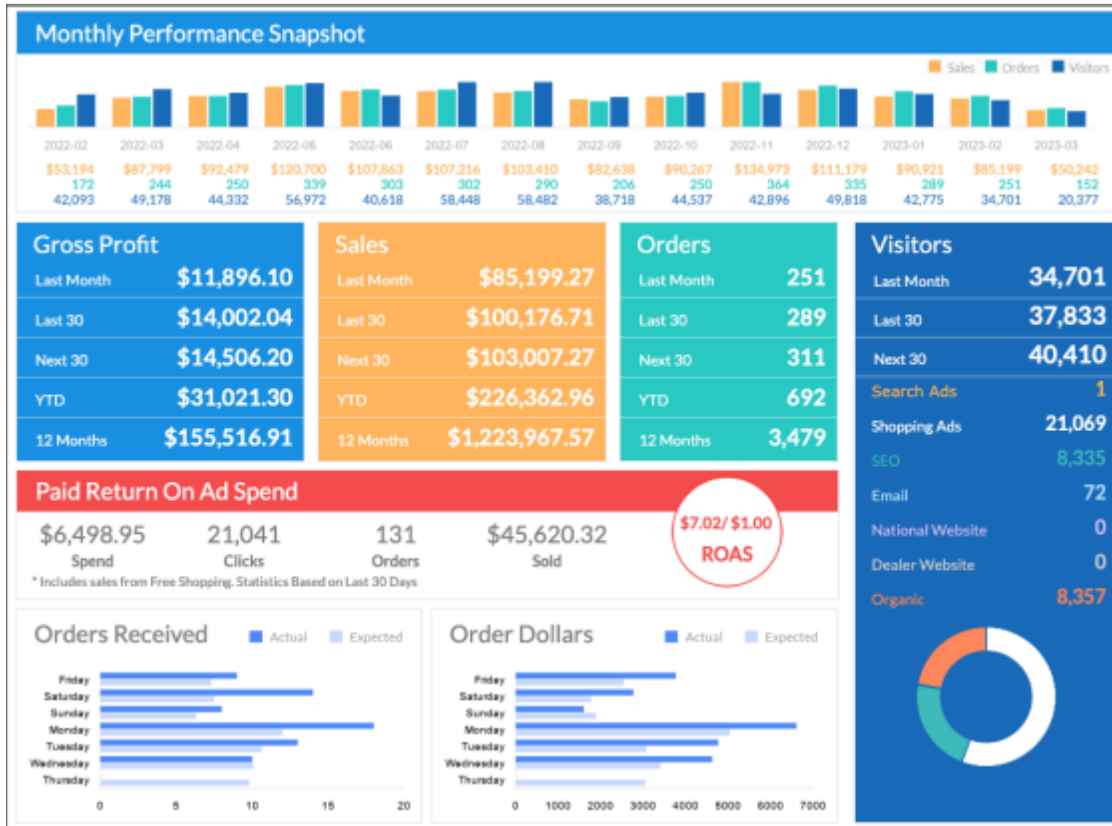 Monthly Performance Snapshot
Sales Orders Visitors
2022-02 2022-03 2022-04 2022-05 2022-06 2022-07 2022-08 2022-09 2022-10 2022-11 2022-12 2023-01 2023-02 2023-03
$53,194 $87,799 $92,479 $120,700 $107,863 $107,216 $103,410 $82,638 $90,267 $134,973 $111,179 $90,921 $85,199 $50,242
172 244 250 339 303 302 290 206 250 364 335 289 251 152
42,093 49,178 44,332 56,972 40,618 58,448 58,482 38,718 44,537 42,896 49,818 42,775 34,701 20,377
Gross Profit
Last Month $11,896.10
Last 30 $14,002.04
Next 30 $14,506.20
YTD $31,021.30
12 Months $155,516.91
Sales
Last Month $85,199.27
Last 30 $100,176.71
Next 30 $103,007.27
YTD $226,362.96
12 Months $1,223,967.57
Orders
Last Month 251
Last 30 289
Next 30 311
YTD 692
12 Months 3,479
Visitors
Last Month 34,701
Last 30 37,833
Next 30 40,410
Search Ads 1
Shopping Ads 21,069
SEO 8,335
Email 72
National Website 0
Dealer Website 0
Organic 8,357
Paid Return On Ad Spend
$6,498.95 21,041 131 $45,620.32
Spend Clicks Orders Sold
* Includes sales from Free Shopping. Statistics Based on Last 30 Days
$7.02/ $1.00
ROAS
Orders Received Actual Expected
Friday
Saturday
Sunday
Monday
Tuesday
Wednesday
Thursday
0 5 10 15 20
Order Dollars Actual Expected
Friday
Saturday
Sunday
Monday
Tuesday
Wednesday
Thursday
0 1000 2000 3000 4000 5000 6000 7000